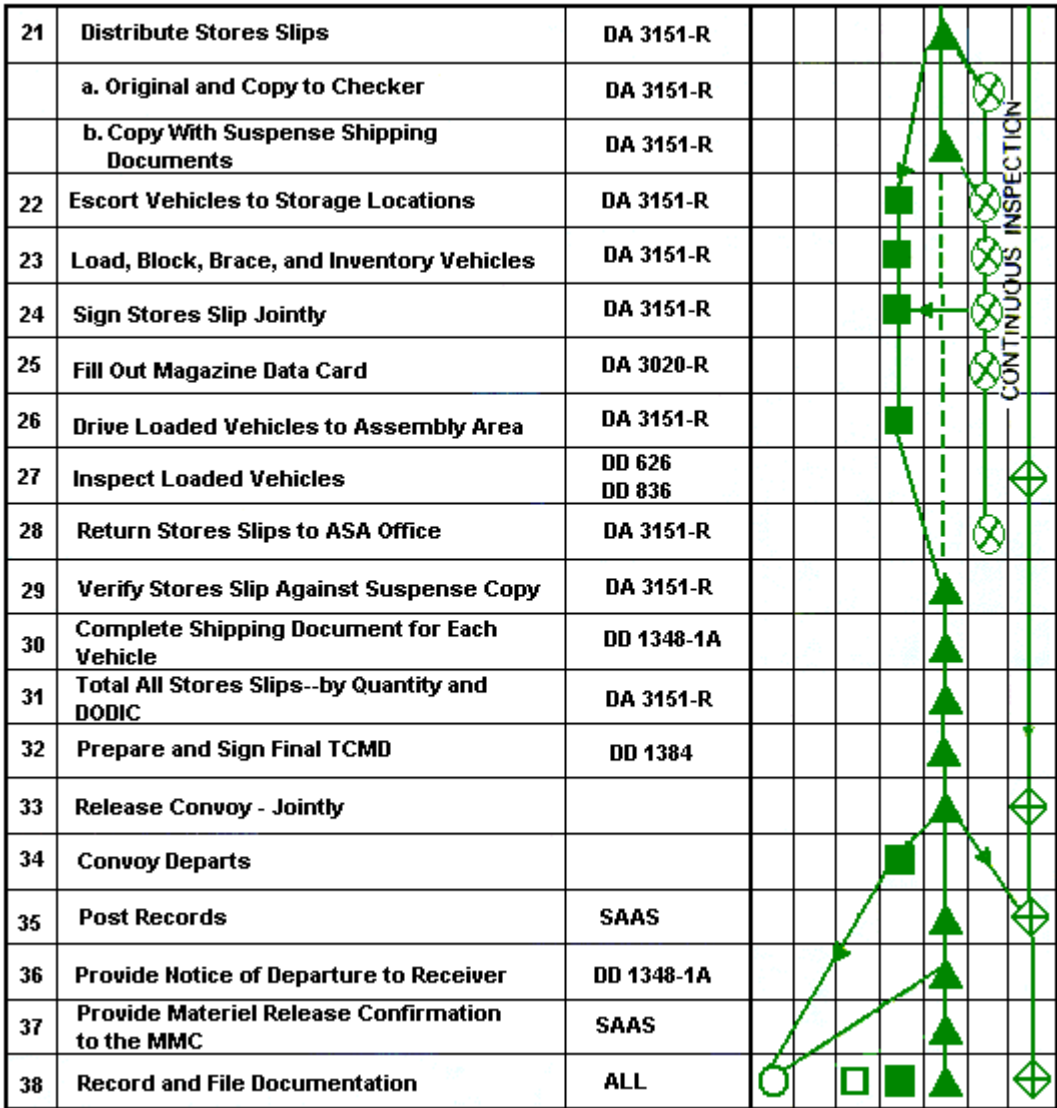 21 Distribute Stores Slips DA 3151-R
a. Original and Copy to Checker DA 3151-R
b. Copy With Suspense Shipping
Documents DA 3151-R
22 Escort Vehicles to Storage Locations DA 3151-R
23 Load, Block, Brace, and Inventory Vehicles DA 3151-R
24 Sign Stores Slip Jointly DA 3151-R
25 Fill Out Magazine Data Card DA 3020-R
26 Drive Loaded Vehicles to Assembly Area DA 3151-R
27 Inspect Loaded Vehicles DD 626
DD 836
28 Return Stores Slips to ASA Office DA 3151-R
29 Verify Stores Slip Against Suspense Copy DA 3151-R
30 Complete Shipping Document for Each DD 1348-1A
Vehicle
31 Total All Stores Slips--by Quantity and DA 3151-R
DODIC
32 Prepare and Sign Final TCMD DD 1384
33 Release Convoy - Jointly
34 Convoy Departs
35 Post Records SAAS
36 Provide Notice of Departure to Receiver DD 1348-1A
37 Provide Materiel Release Confirmation SAAS
to the MMC
38 Record and File Documentation ALL
CONTINUOUS INSPECTION